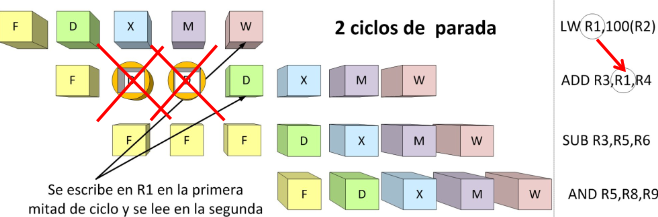 F D X M W 2 ciclos de parada LW R1,100(R2)
F D X M W ADD R3,R1,R4
F F F D X M W SUB R3,R5,R6
Se escribe en R1 en la primera
mitad de ciclo y se lee en la segunda
F D X M W AND R5,R8,R9